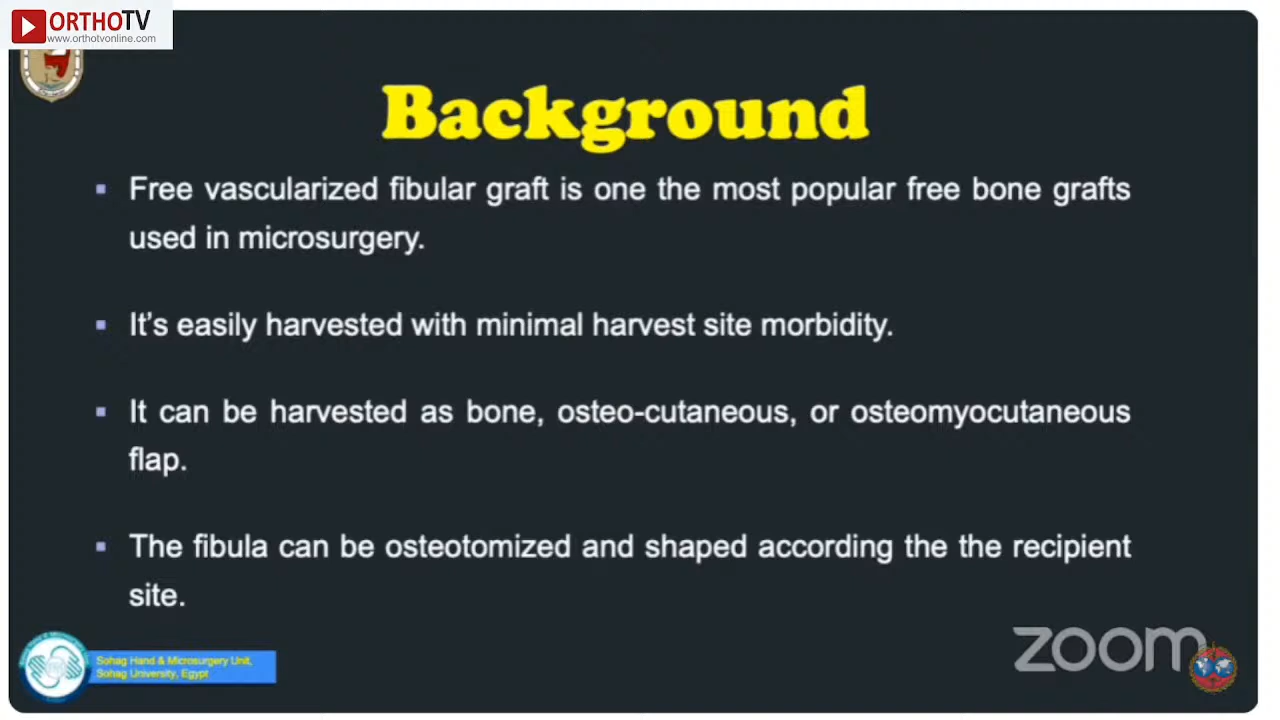 ORTHOTV
www.orthotvonline.com
Background
Free vascularized fibular graft is one the most popular free bone grafts
used in microsurgery.
It’s easily harvested with minimal harvest site morbidity.
It can be harvested as bone, osteo-cutaneous, or osteomyocutaneous
flap.
The fibula can be osteotomized and shaped according the the recipient
site.
Sohag Hand & Microsurgery Unit,
Sohag University, Egypt
zoom